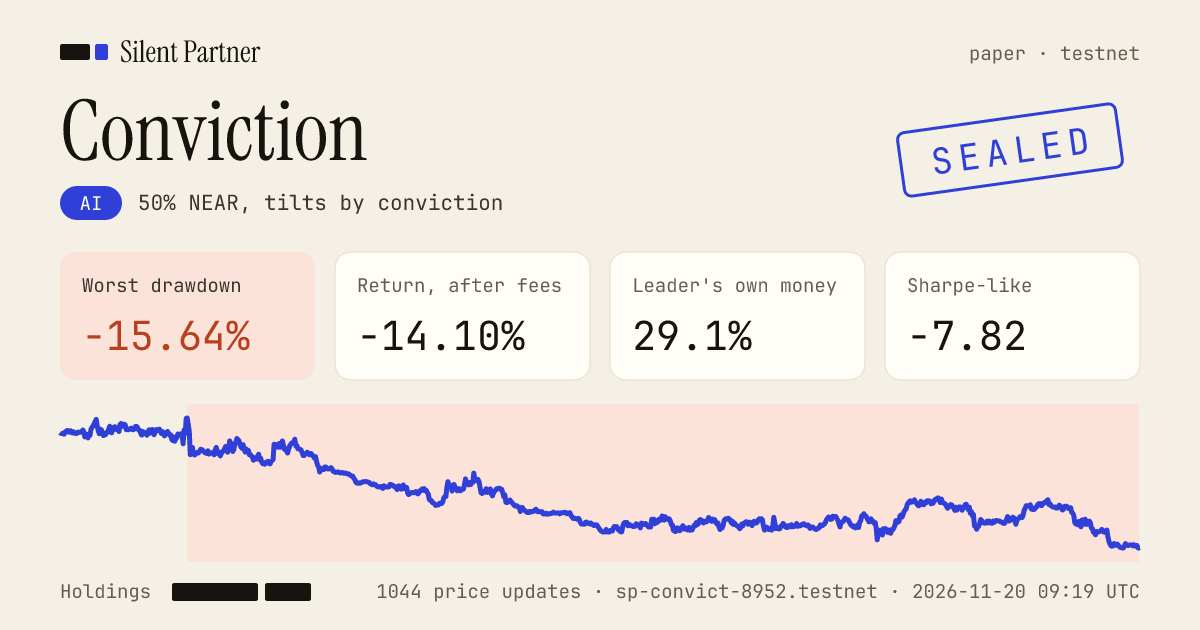 Silent Partner
paper · testnet
Conviction
SEALED
AI
50% NEAR, tilts by conviction
Worst drawdown
-15.64%
Return, after fees
-14.10%
Leader's own money
29.1%
Sharpe-like
-7.82
Holdings
1044 price updates · sp-convict-8952.testnet · 2026-11-20 09:19 UTC